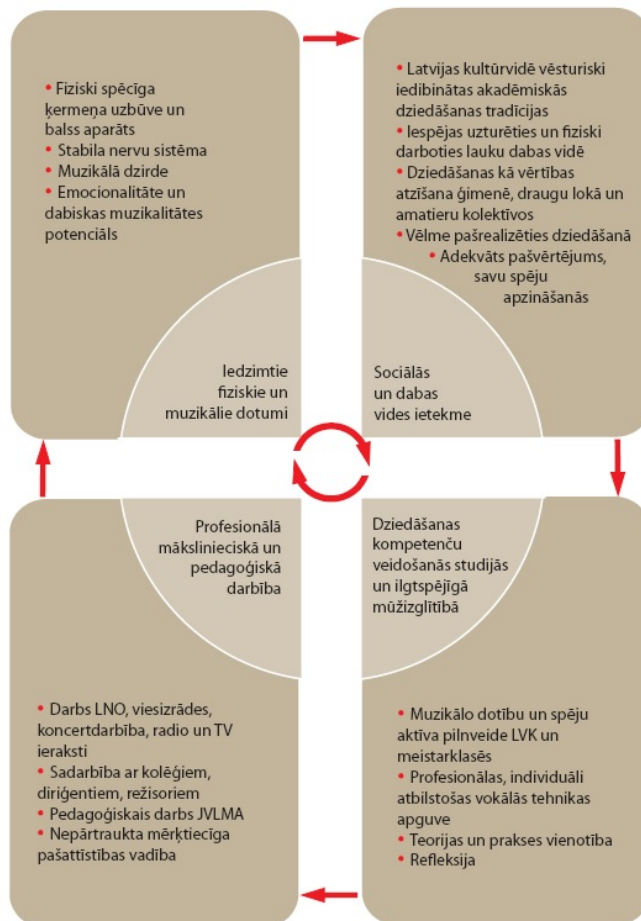 • Fiziski spēcīga
ķermeņa uzbūve un
balss aparāts
• Stabila nervu sistēma
• Muzikālā dzirde
• Emocionalitāte un
dabiskas muzikalitātes
potenciāls
Iedzimtie
fiziskie un
muzikālie dotumi
• Latvijas kultūrvidē vēsturiski
iedibinātas akadēmiskās
dziedāšanas tradīcijas
• Iespējas uzturēties un fiziski
darboties lauku dabas vidē
• Dziedāšanas kā vērtības
atzīšana ģimenē, draugu lokā un
amatieru kolektīvos
• Vēlme pašrealizēties dziedāšanā
• Adekvāts pašvērtējums,
savu spēju
apzināšanās
Sociālās
un dabas
vides ietekme
Profesionālā
mākslinieciskā un
pedagoģiskā
darbība
• Darbs LNO, viesizrādes,
koncertdarbība, radio un TV
ieraksti
• Sadarbība ar kolēģiem,
diriģentiem, režisoriem
• Pedagoģiskais darbs JVLMA
• Nepārtraukta mērķtiecīga
pašattīstības vadība
Dziedāšanas
kompetenču
veidošanās studijās
un ilgtspējīgā
mūžizglītībā
• Muzikālo dotību un spēju
aktīva pilnveide LVK un
meistarklasēs
• Profesionālas, individuāli
atbilstošas vokālās tehnikas
apguve
• Teorijas un prakses vienotība
• Refleksija